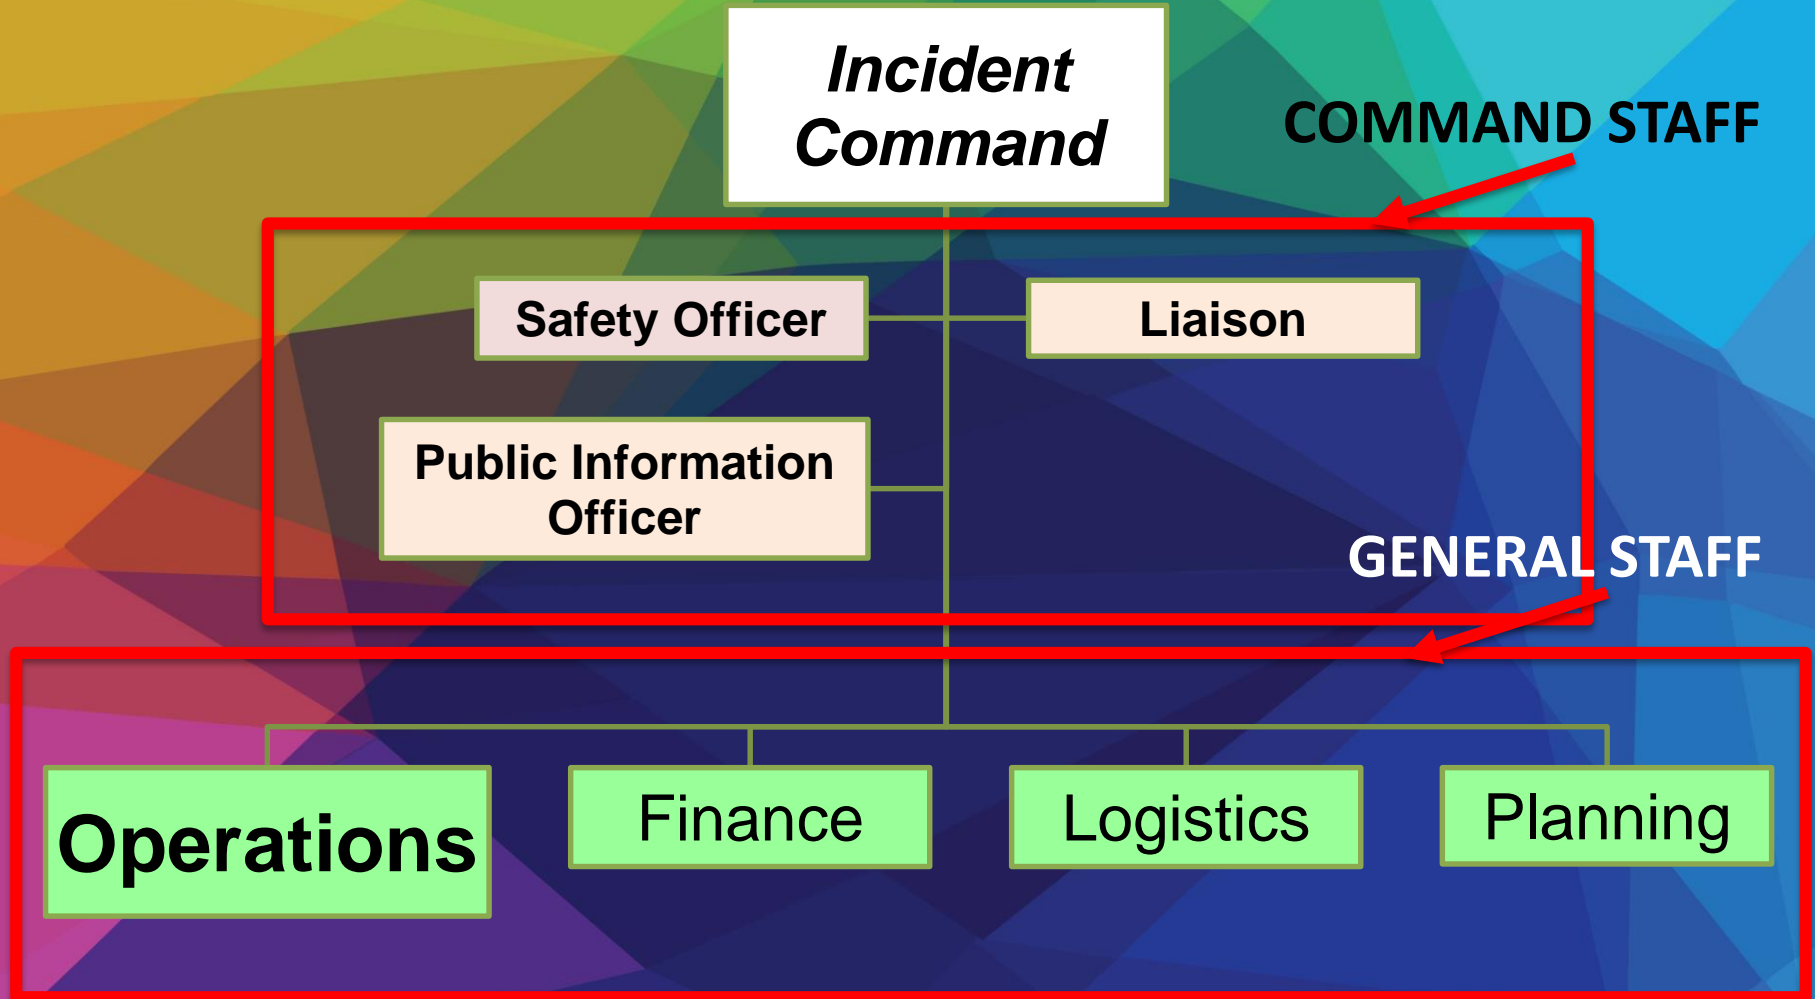 Incident
Command
COMMAND STAFF
Safety Officer
Liaison
Public Information
Officer
GENERAL STAFF
Operations
Finance
Logistics
Planning